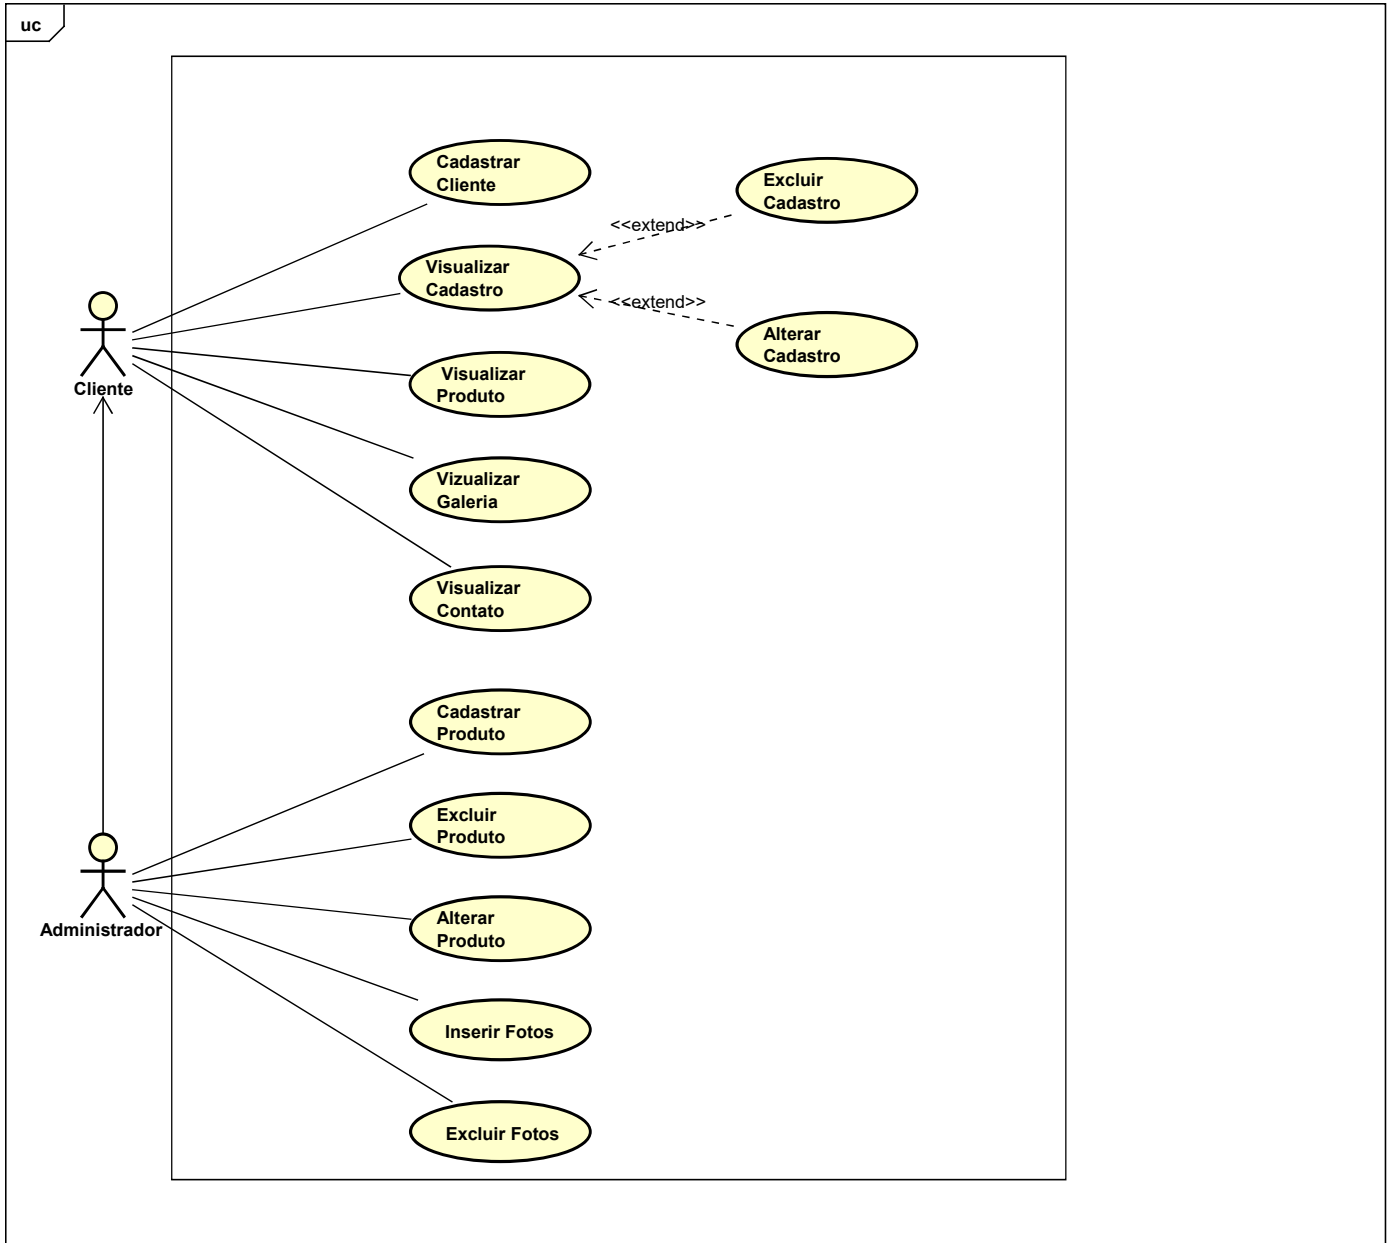 uc
Cadastrar
Cliente
Excluir
Cadastro
<<extend>>
Visualizar
Cadastro
<<extend>>
Alterar
Cadastro
Visualizar
Produto
Cliente
Vizualizar
Galeria
Visualizar
Contato
Cadastrar
Produto
Excluir
Produto
Alterar
Produto
Administrador
Inserir Fotos
Excluir Fotos